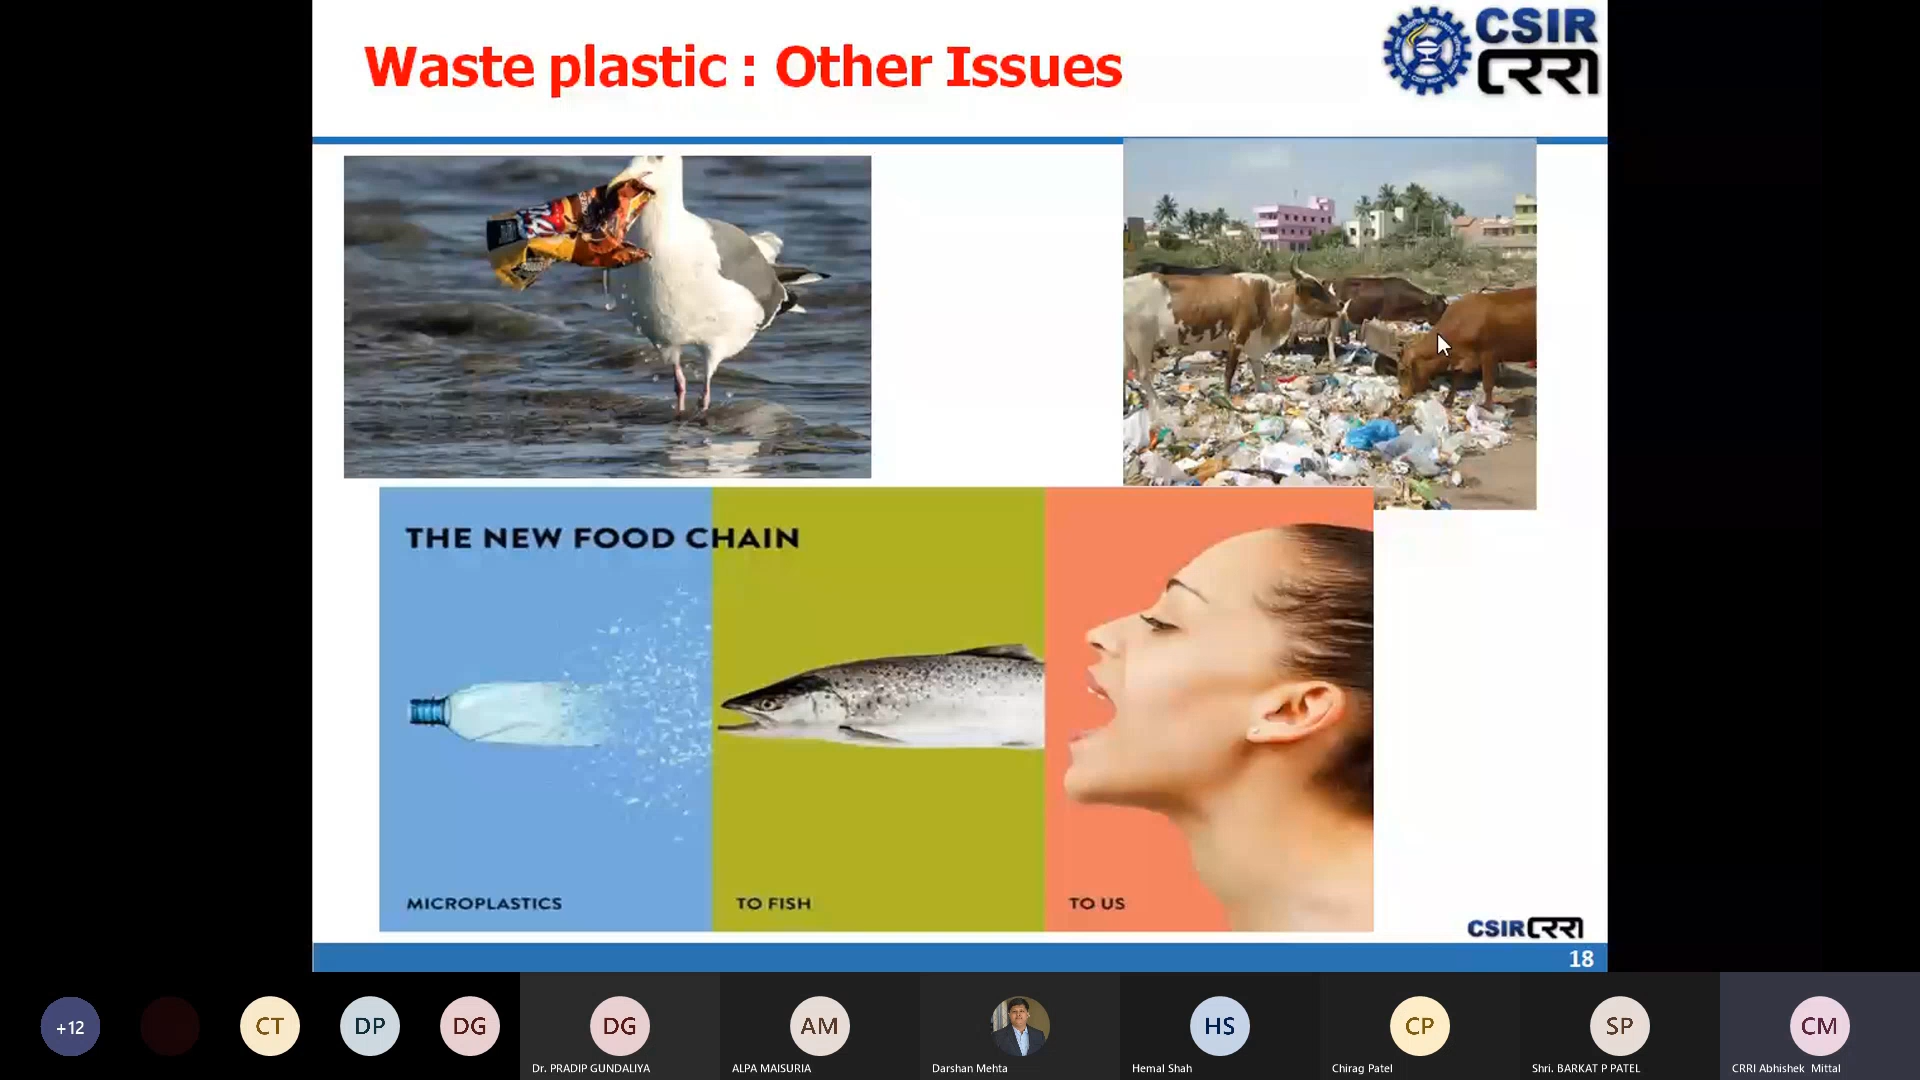 Waste plastic : Other Issues
CSIR
CRRI
THE NEW FOOD CHAIN
MICROPLASTICS
TO FISH
TO US
CSIR CRRI
18
+12
CT
DP
DG
DG
Dr. PRADIP GUNDALIYA
AM
ALPA MAISURIA
Darshan Mehta
HS
Hemal Shah
CP
Chirag Patel
SP
Shri. BARKAT P PATEL
CM
CRRI Abhishek Mittal